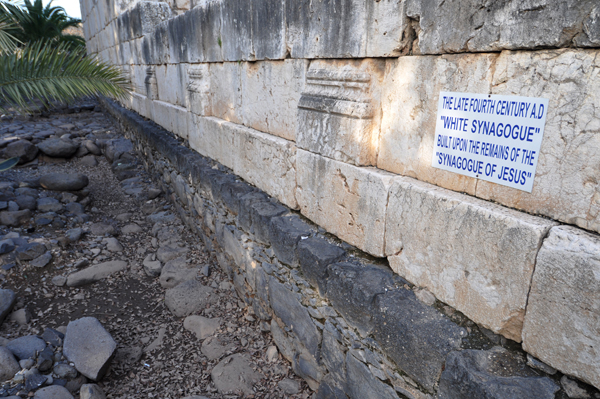 THE LATE FOURTH CENTURY A.D
"WHITE SYNAGOGUE"
BUILT UPON THE REMAINS OF THE
"SYNAGOGUE OF JESUS"